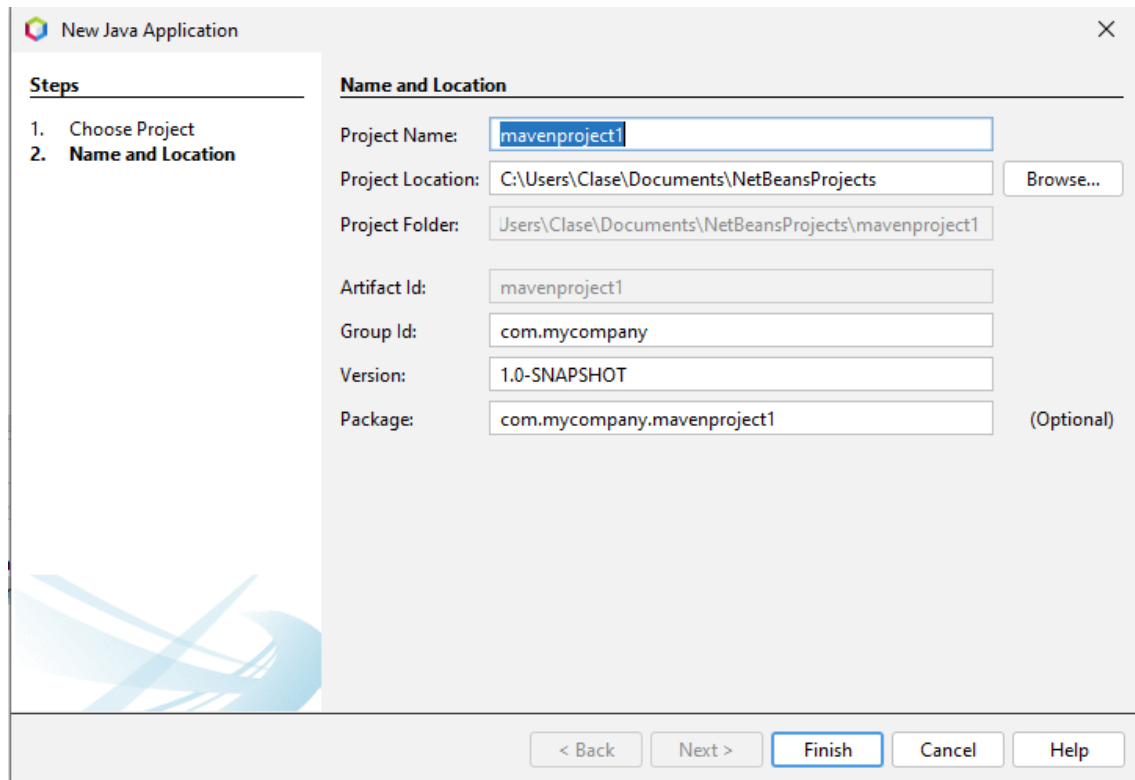 New Java Application
Steps
1. Choose Project
2. Name and Location
Name and Location
Project Name: mavenproject1
Project Location: C:\Users\Clase\Documents\NetBeansProjects Browse...
Project Folder: Users\Clase\Documents\NetBeansProjects\mavenproject1
Artifact Id: mavenproject1
Group Id: com.mycompany
Version: 1.0-SNAPSHOT
Package: com.mycompany.mavenproject1 (Optional)
< Back Next > Finish Cancel Help